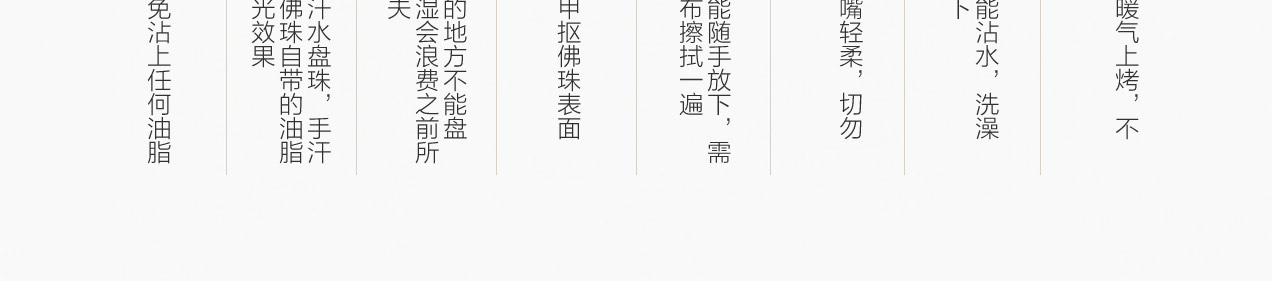 暖气上烤，不
能沾水，洗澡
下
嘴轻柔，切勿
能随手放下，需
布擦拭一遍
甲抠佛珠表面
的地方不能盘
湿会浪费之前所
夫
汗水盘珠，手汗
佛珠自带的油脂
光效果
免沾上任何油脂